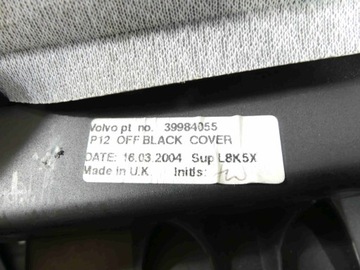 Volvo pt no. 39984055
P12 OFF BLACK COVER
DATE: 16.03.2004 Sup L8K5X
Made in U.K Initls: